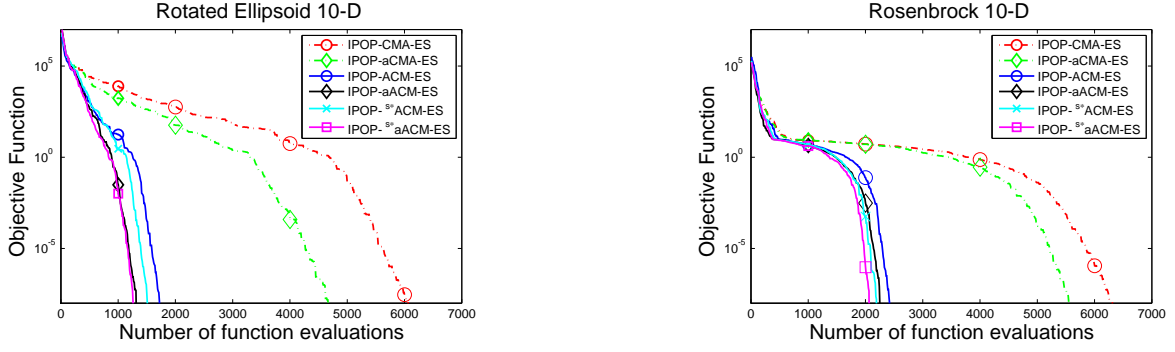 Rotated Ellipsoid 10-D
Objective Function
10^5
10^0
10^-5
0 1000 2000 3000 4000 5000 6000 7000
Number of function evaluations
IPOP-CMA-ES
IPOP-aCMA-ES
IPOP-ACM-ES
IPOP-aACM-ES
IPOP- s*ACM-ES
IPOP- s*aACM-ES
Rosenbrock 10-D
Objective Function
10^5
10^0
10^-5
0 1000 2000 3000 4000 5000 6000 7000
Number of function evaluations
IPOP-CMA-ES
IPOP-aCMA-ES
IPOP-ACM-ES
IPOP-aACM-ES
IPOP- s*ACM-ES
IPOP- s*aACM-ES